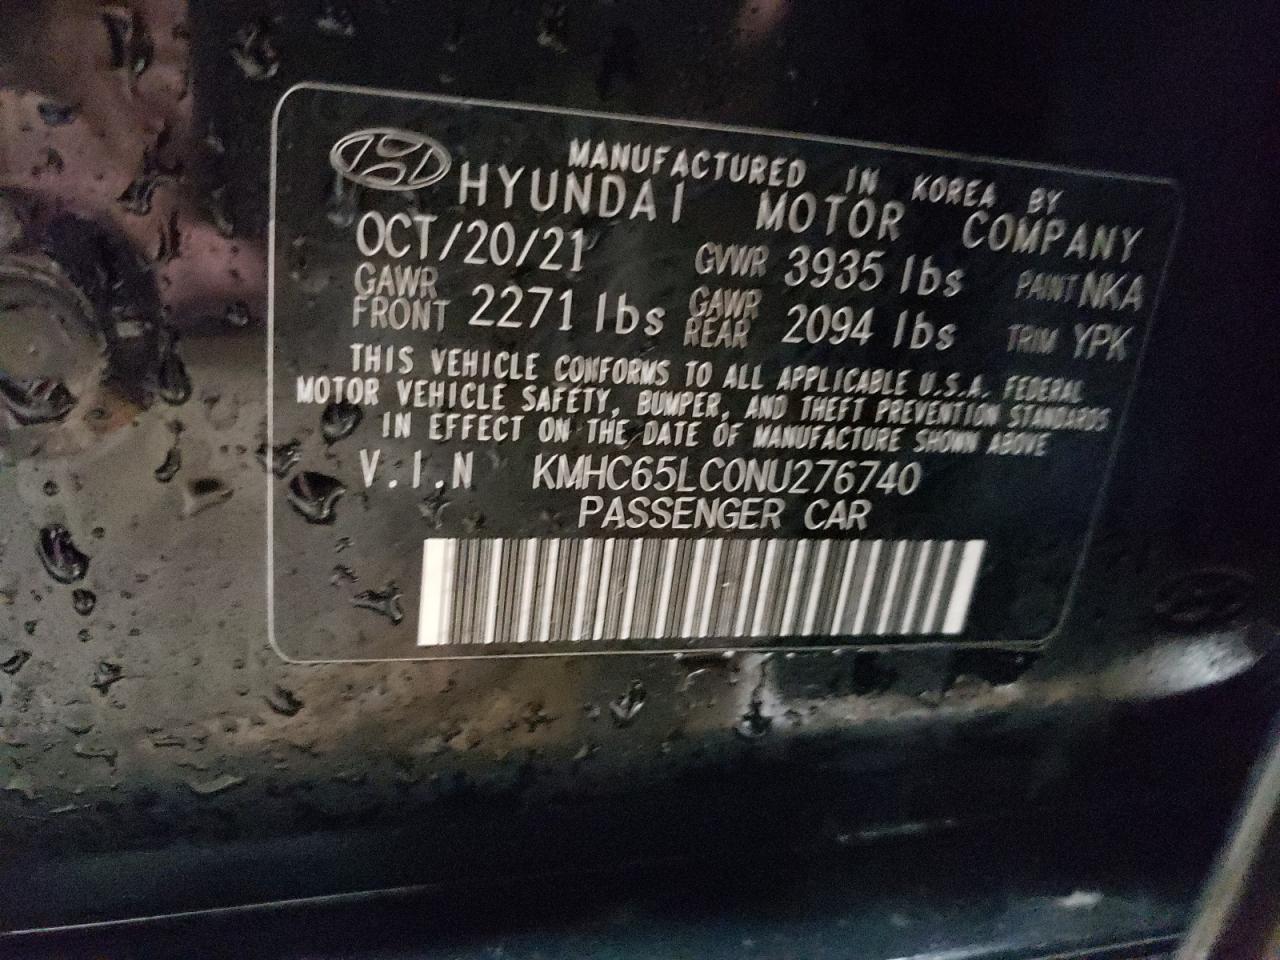 MANUFACTURED IN KOREA BY
HYUNDAI MOTOR COMPANY
OCT/20/21 GVWR 3935 lbs PAINT NKA
GAWR FRONT 2271 lbs GAWR REAR 2094 lbs TRIM YPK
THIS VEHICLE CONFORMS TO ALL APPLICABLE U.S.A. FEDERAL
MOTOR VEHICLE SAFETY, BUMPER, AND THEFT PREVENTION STANDARDS
IN EFFECT ON THE DATE OF MANUFACTURE SHOWN ABOVE
V.I.N KMHC65LC0NU276740
PASSENGER CAR